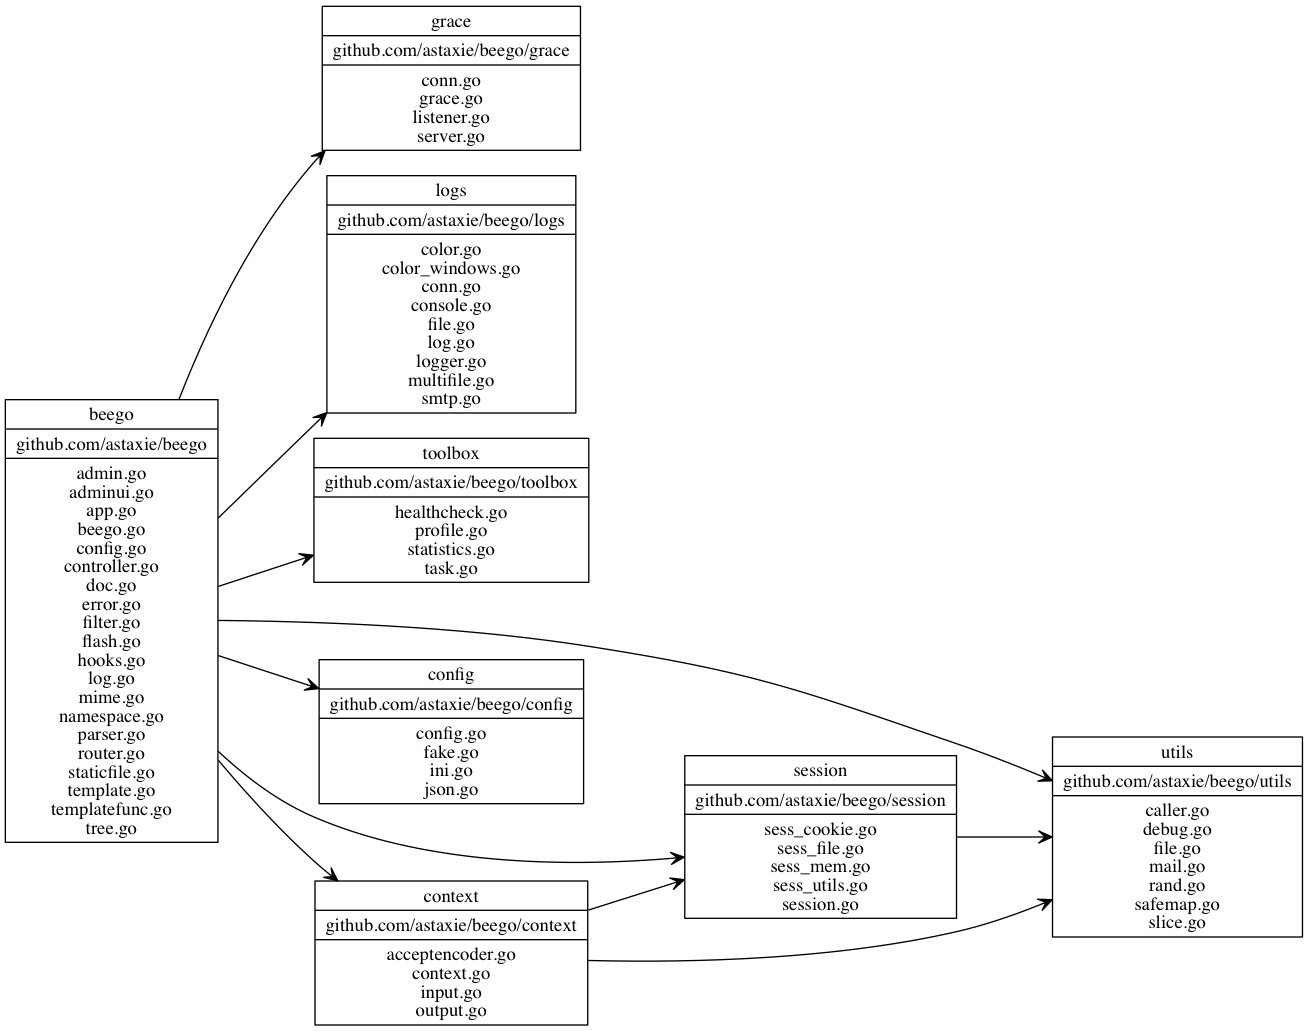 grace
github.com/astaxie/beego/grace
conn.go
grace.go
listener.go
server.go
logs
github.com/astaxie/beego/logs
color.go
color_windows.go
conn.go
console.go
file.go
log.go
logger.go
multifile.go
smtp.go
beego
github.com/astaxie/beego
admin.go
adminui.go
app.go
beego.go
config.go
controller.go
doc.go
error.go
filter.go
flash.go
hooks.go
log.go
mime.go
namespace.go
parser.go
router.go
staticfile.go
template.go
templatefunc.go
tree.go
toolbox
github.com/astaxie/beego/toolbox
healthcheck.go
profile.go
statistics.go
task.go
config
github.com/astaxie/beego/config
config.go
fake.go
ini.go
json.go
context
github.com/astaxie/beego/context
acceptencoder.go
context.go
input.go
output.go
session
github.com/astaxie/beego/session
sess_cookie.go
sess_file.go
sess_mem.go
sess_utils.go
session.go
utils
github.com/astaxie/beego/utils
caller.go
debug.go
file.go
mail.go
rand.go
safemap.go
slice.go